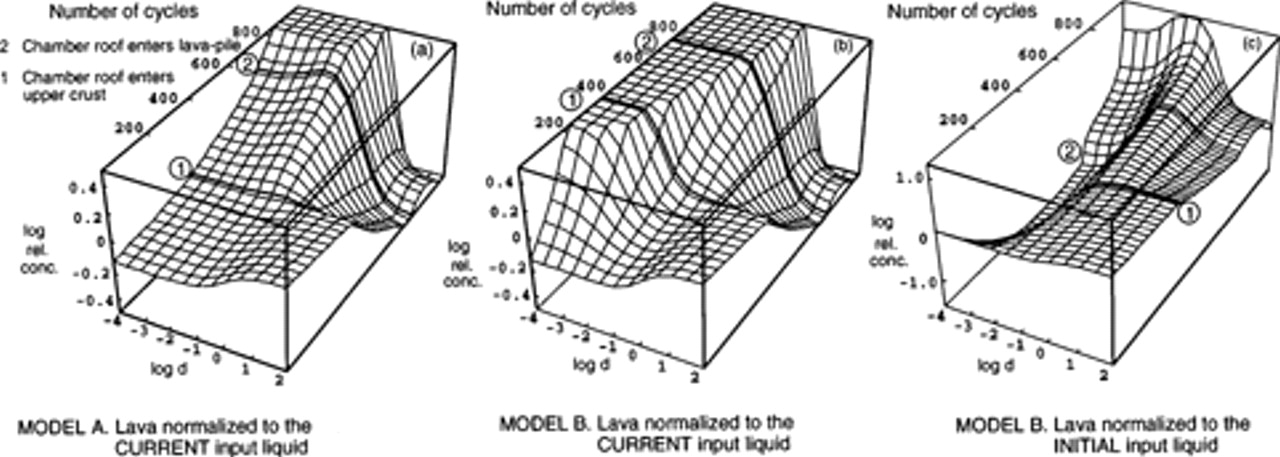 Number of cycles
2 Chamber roof enters lava-pile
1 Chamber roof enters
upper crust
800
600
400
200
2
1
(a)
0.4
0.2
0
-0.2
-0.4
log
rel.
conc.
-4
-3
-2
-1
0
1
2
log d
MODEL A. Lava normalized to the
CURRENT input liquid
Number of cycles
800
600
400
200
2
1
(b)
0.4
0.2
0
-0.2
-0.4
log
rel.
conc.
-4
-3
-2
-1
0
1
2
log d
MODEL B. Lava normalized to the
CURRENT input liquid
Number of cycles
800
600
400
200
2
1
(c)
1.0
0
-1.0
log
rel.
conc.
-4
-3
-2
-1
0
1
2
log d
MODEL B. Lava normalized to the
INITIAL input liquid